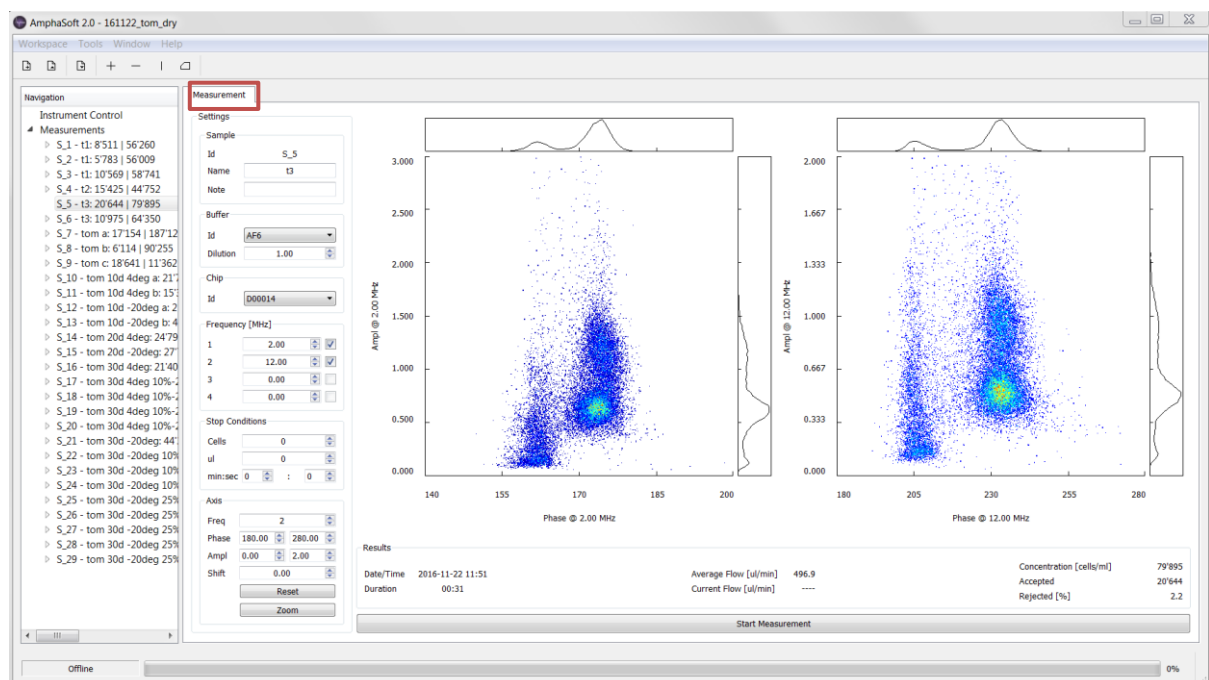 AmphaSoft 2.0 - 161122_tom_dry
Workspace Tools Window Help
Navigation
Instrument Control
Measurements
S_1 - t1: 8'511 | 56'260
S_2 - t1: 5'783 | 56'009
S_3 - t1: 10'569 | 58'741
S_4 - t2: 15'425 | 44'752
S_5 - t3: 20'644 | 79'895
S_6 - t3: 10'975 | 64'350
S_7 - tom a: 17'154 | 187'12
S_8 - tom b: 6'114 | 90'255
S_9 - tom c: 18'641 | 11'362
S_10 - tom 10d 4deg a: 21'
S_11 - tom 10d 4deg b: 15'
S_12 - tom 10d -20deg a: 2
S_13 - tom 10d -20deg b: 4
S_14 - tom 20d 4deg: 24'79
S_15 - tom 20d -20deg: 27'
S_16 - tom 30d 4deg: 21'40
S_17 - tom 30d 4deg 10%-2
S_18 - tom 30d 4deg 10%-2
S_19 - tom 30d 4deg 10%-2
S_20 - tom 30d 4deg 10%-2
S_21 - tom 30d -20deg: 44'
S_22 - tom 30d -20deg 10%
S_23 - tom 30d -20deg 10%
S_24 - tom 30d -20deg 10%
S_25 - tom 30d -20deg 25%
S_26 - tom 30d -20deg 25%
S_27 - tom 30d -20deg 25%
S_28 - tom 30d -20deg 25%
S_29 - tom 30d -20deg 25%
Measurement
Settings
Sample
Id S_5
Name t3
Note
Buffer
Id AF6
Dilution 1.00
Chip
Id D00014
Frequency [MHz]
1 2.00
2 12.00
3 0.00
4 0.00
Stop Conditions
Cells 0
ul 0
min:sec 0 : 0
Axis
Freq 2
Phase 180.00 280.00
Ampl 0.00 2.00
Shift 0.00
Reset
Zoom
3.000
2.500
2.000
1.500
1.000
0.500
0.000
Ampl @ 2.00 MHz
140 155 170 185 200
Phase @ 2.00 MHz
2.000
1.667
1.333
1.000
0.667
0.333
0.000
Ampl @ 12.00 MHz
180 205 230 255 280
Phase @ 12.00 MHz
Results
Date/Time 2016-11-22 11:51
Duration 00:31
Average Flow [ul/min] 496.9
Current Flow [ul/min] ----
Concentration [cells/ml] 79'895
Accepted 20'644
Rejected [%] 2.2
Start Measurement
Offline
0%